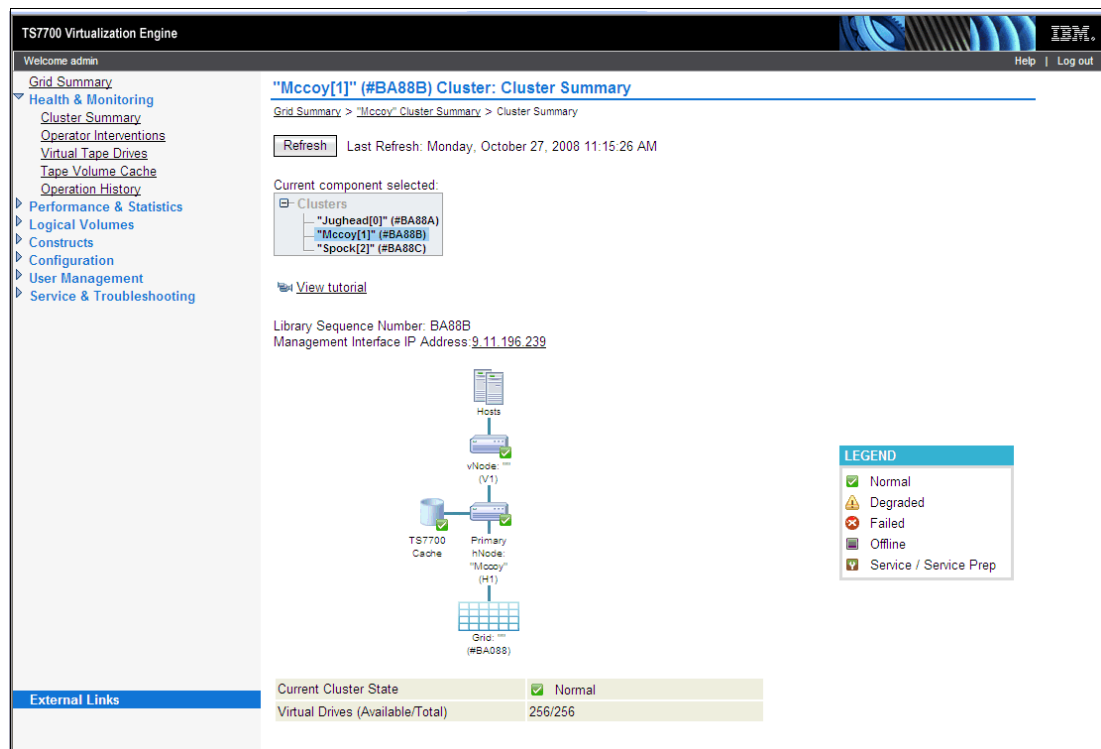 TS7700 Virtualization Engine
IBM.
Welcome admin
Help | Log out
Grid Summary
Health & Monitoring
Cluster Summary
Operator Interventions
Virtual Tape Drives
Tape Volume Cache
Operation History
Performance & Statistics
Logical Volumes
Constructs
Configuration
User Management
Service & Troubleshooting
External Links
"Mccoy[1]" (#BA88B) Cluster: Cluster Summary
Grid Summary > "Mccoy" Cluster Summary > Cluster Summary
Refresh Last Refresh: Monday, October 27, 2008 11:15:26 AM
Current component selected:
Clusters
"Jughead[0]" (#BA88A)
"Mccoy[1]" (#BA88B)
"Spock[2]" (#BA88C)
View tutorial
Library Sequence Number: BA88B
Management Interface IP Address:9.11.196.239
Hosts
vNode: ""
(V1)
TS7700
Cache
Primary
hNode:
"Mccoy"
(H1)
Grid: ""
(#BA088)
LEGEND
Normal
Degraded
Failed
Offline
Service / Service Prep
Current Cluster State Normal
Virtual Drives (Available/Total) 256/256